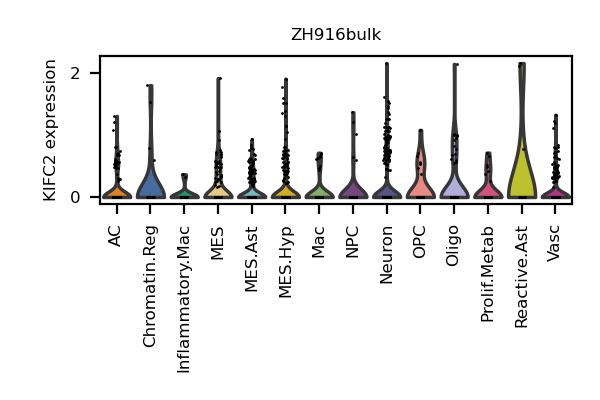 ZH916bulk
KIFC2 expression
2
0
AC
Chromatin.Reg
Inflammatory.Mac
MES
MES.Ast
MES.Hyp
Mac
NPC
Neuron
OPC
Oligo
Prolif.Metab
Reactive.Ast
Vasc